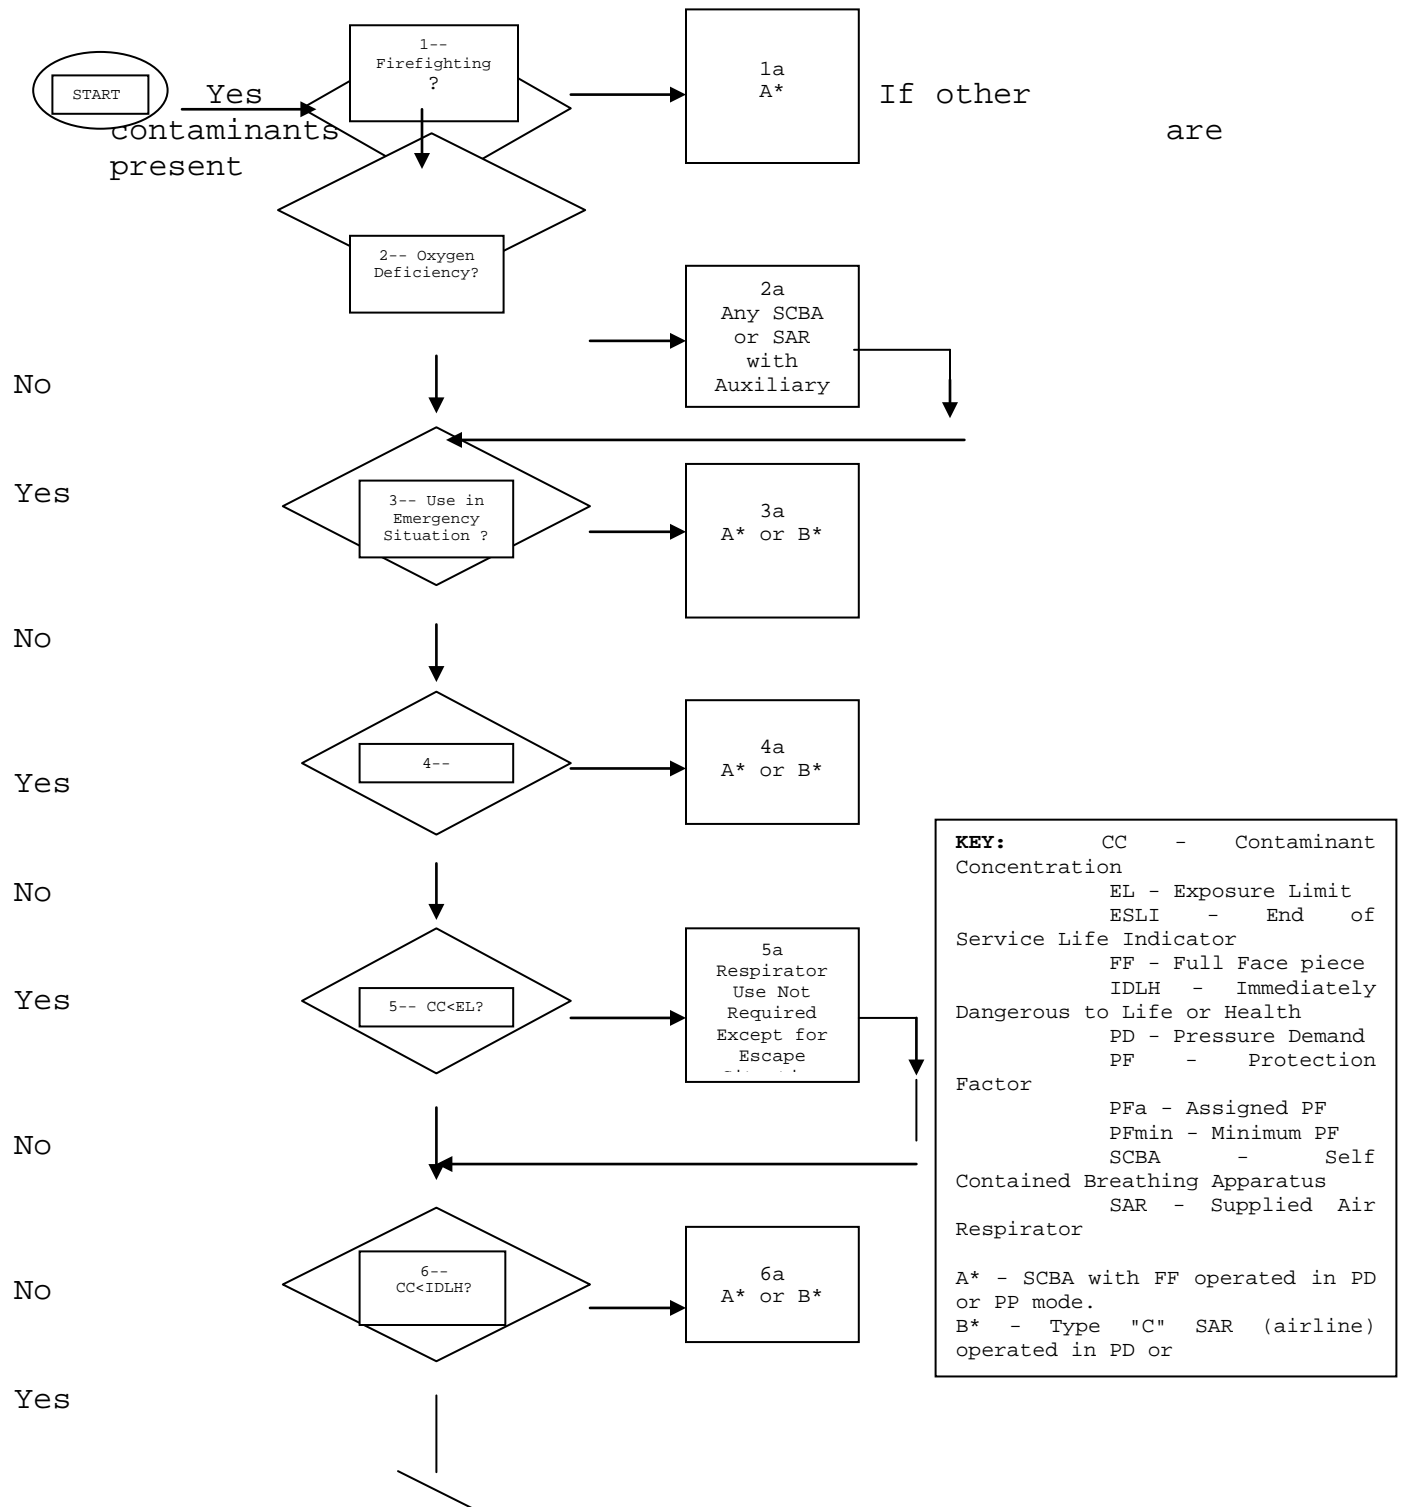 1--
Firefighting
?
START
Yes
1a
A*
If other
contaminants
are
present
2-- Oxygen
Deficiency?
2a
Any SCBA
or SAR
with
Auxiliary
No
Yes
3-- Use in
Emergency
Situation ?
3a
A* or B*
No
4--
4a
A* or B*
Yes
No
5-- CC<EL?
5a
Respirator
Use Not
Required
Except for
Escape
Yes
No
6--
CC<IDLH?
6a
A* or B*
No
Yes
KEY: CC - Contaminant
Concentration
EL - Exposure Limit
ESLI - End of
Service Life Indicator
FF - Full Face piece
IDLH - Immediately
Dangerous to Life or Health
PD - Pressure Demand
PF - Protection
Factor
PFa - Assigned PF
PFmin - Minimum PF
SCBA - Self
Contained Breathing Apparatus
SAR - Supplied Air
Respirator
A* - SCBA with FF operated in PD
or PP mode.
B* - Type "C" SAR (airline)
operated in PD or